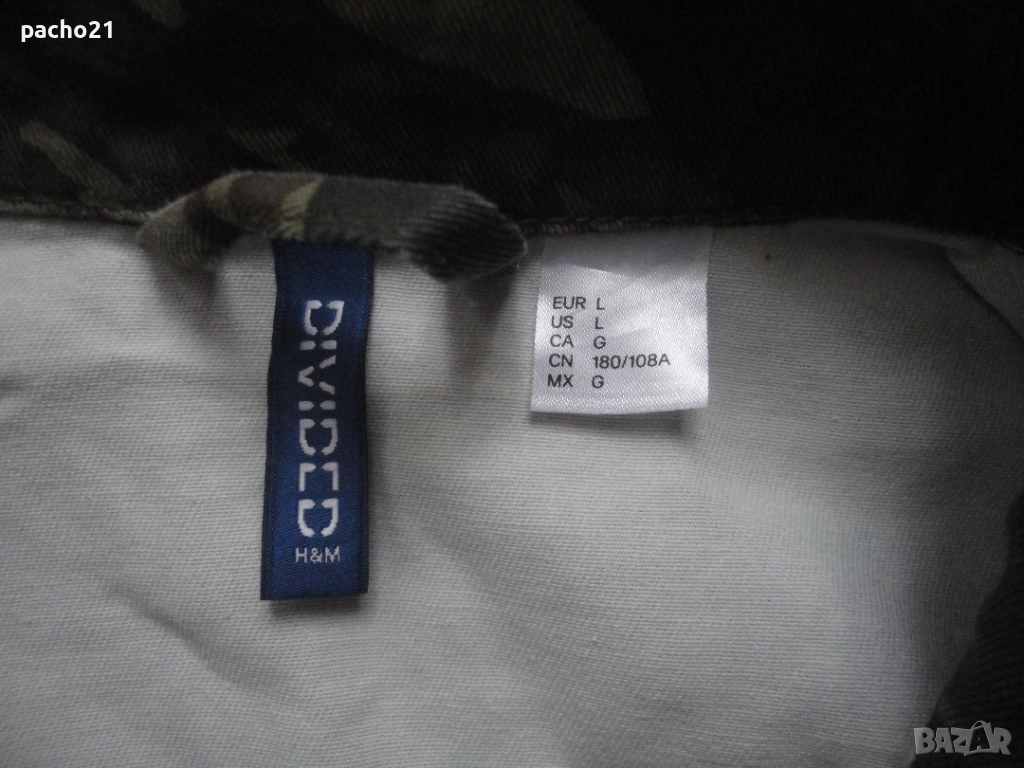 pacho21
DIVIDED
H&M
EUR L
US L
CA G
CN 180/108A
MX G
BAZAR